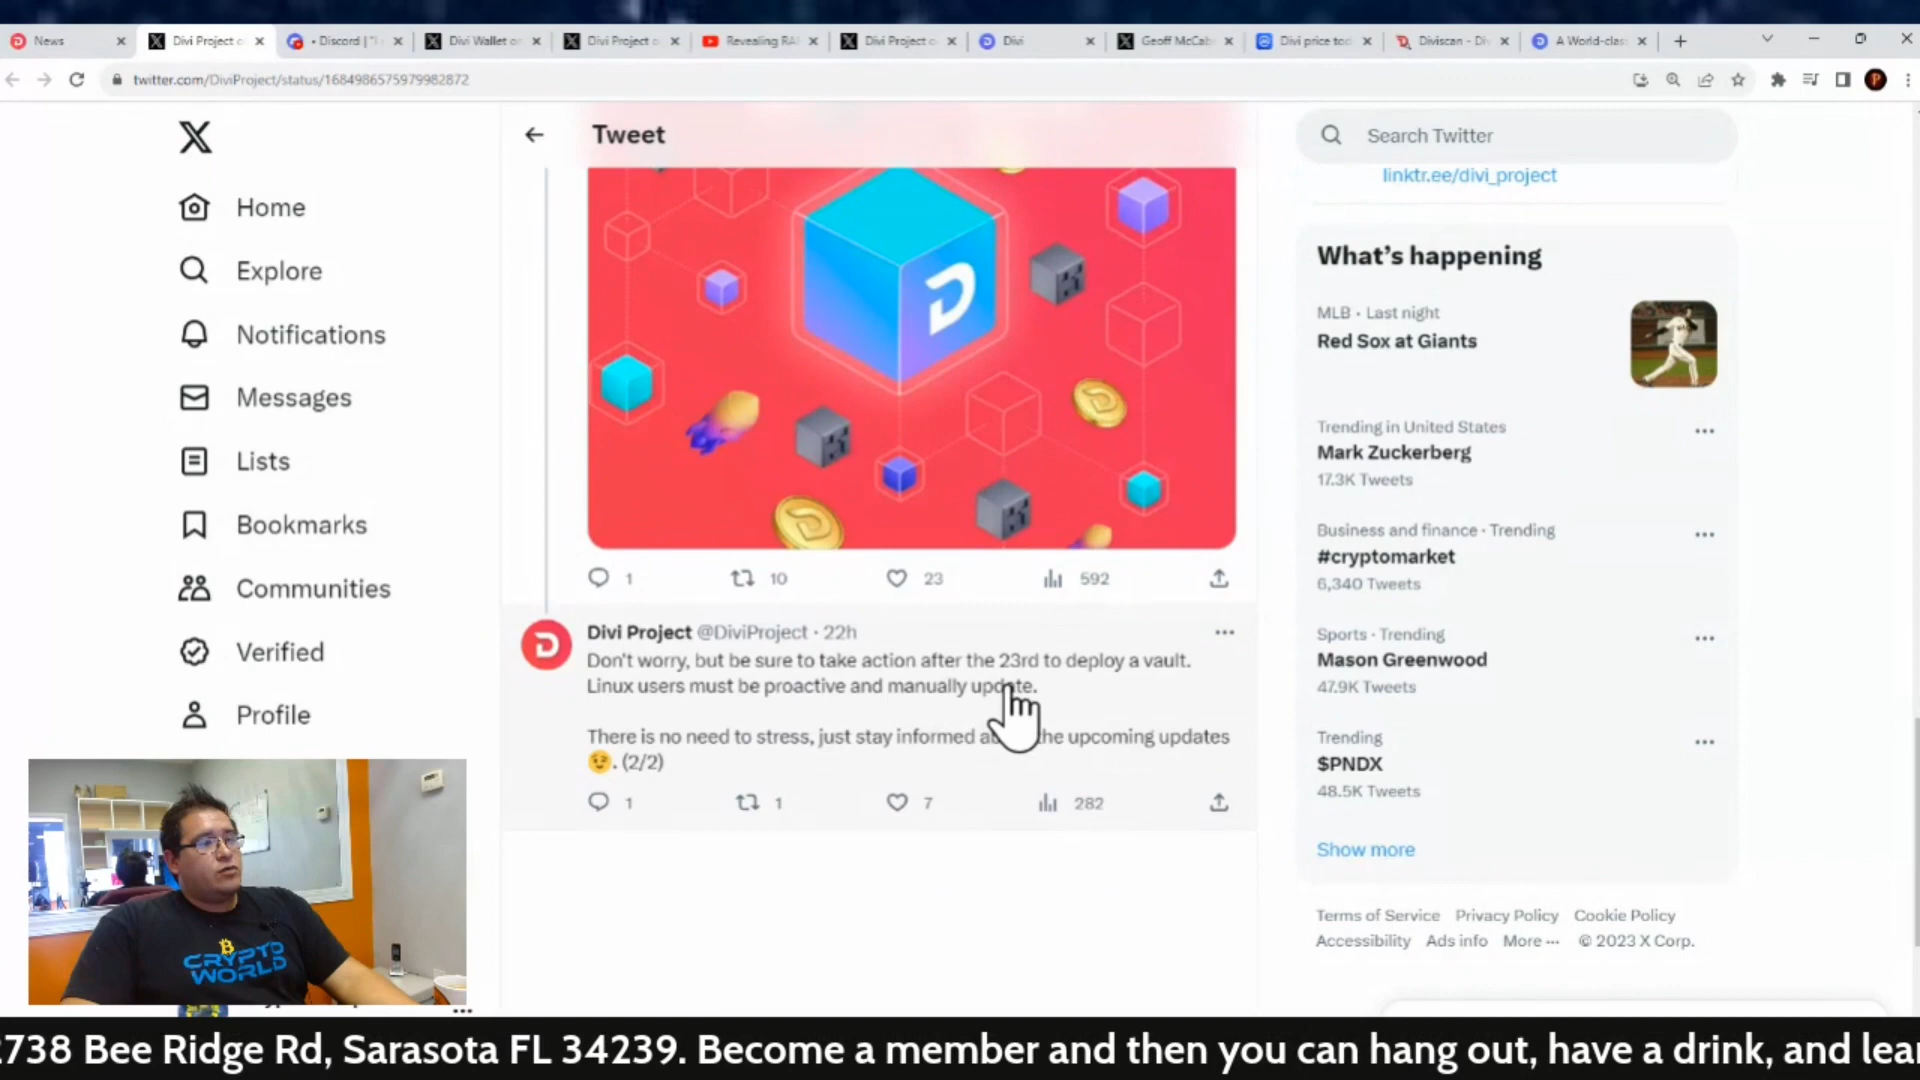 News
Divi Project o
• Discord | "I
Divi Wallet on
Divi Project o
Revealing RA
Divi Project o
Divi
Geoff McCab
Divi price tod
Diviscan - Di
A World-clas
twitter.com/DiviProject/status/1684986575979982872
Tweet
Search Twitter
linktr.ee/divi_project
Home
Explore
Notifications
Messages
Lists
Bookmarks
Communities
Verified
Profile
What's happening
MLB · Last night
Red Sox at Giants
Trending in United States
Mark Zuckerberg
17.3K Tweets
Business and finance · Trending
#cryptomarket
6,340 Tweets
Sports · Trending
Mason Greenwood
47.9K Tweets
Trending
$PNDX
48.5K Tweets
Show more
Terms of Service Privacy Policy Cookie Policy
Accessibility Ads info More ··· © 2023 X Corp.
D
1 10 23 592
Divi Project @DiviProject · 22h
Don't worry, but be sure to take action after the 23rd to deploy a vault.
Linux users must be proactive and manually update.
There is no need to stress, just stay informed the upcoming updates
😉. (2/2)
1 1 7 282
CRYPTO
WORLD
2738 Bee Ridge Rd, Sarasota FL 34239. Become a member and then you can hang out, have a drink, and lear